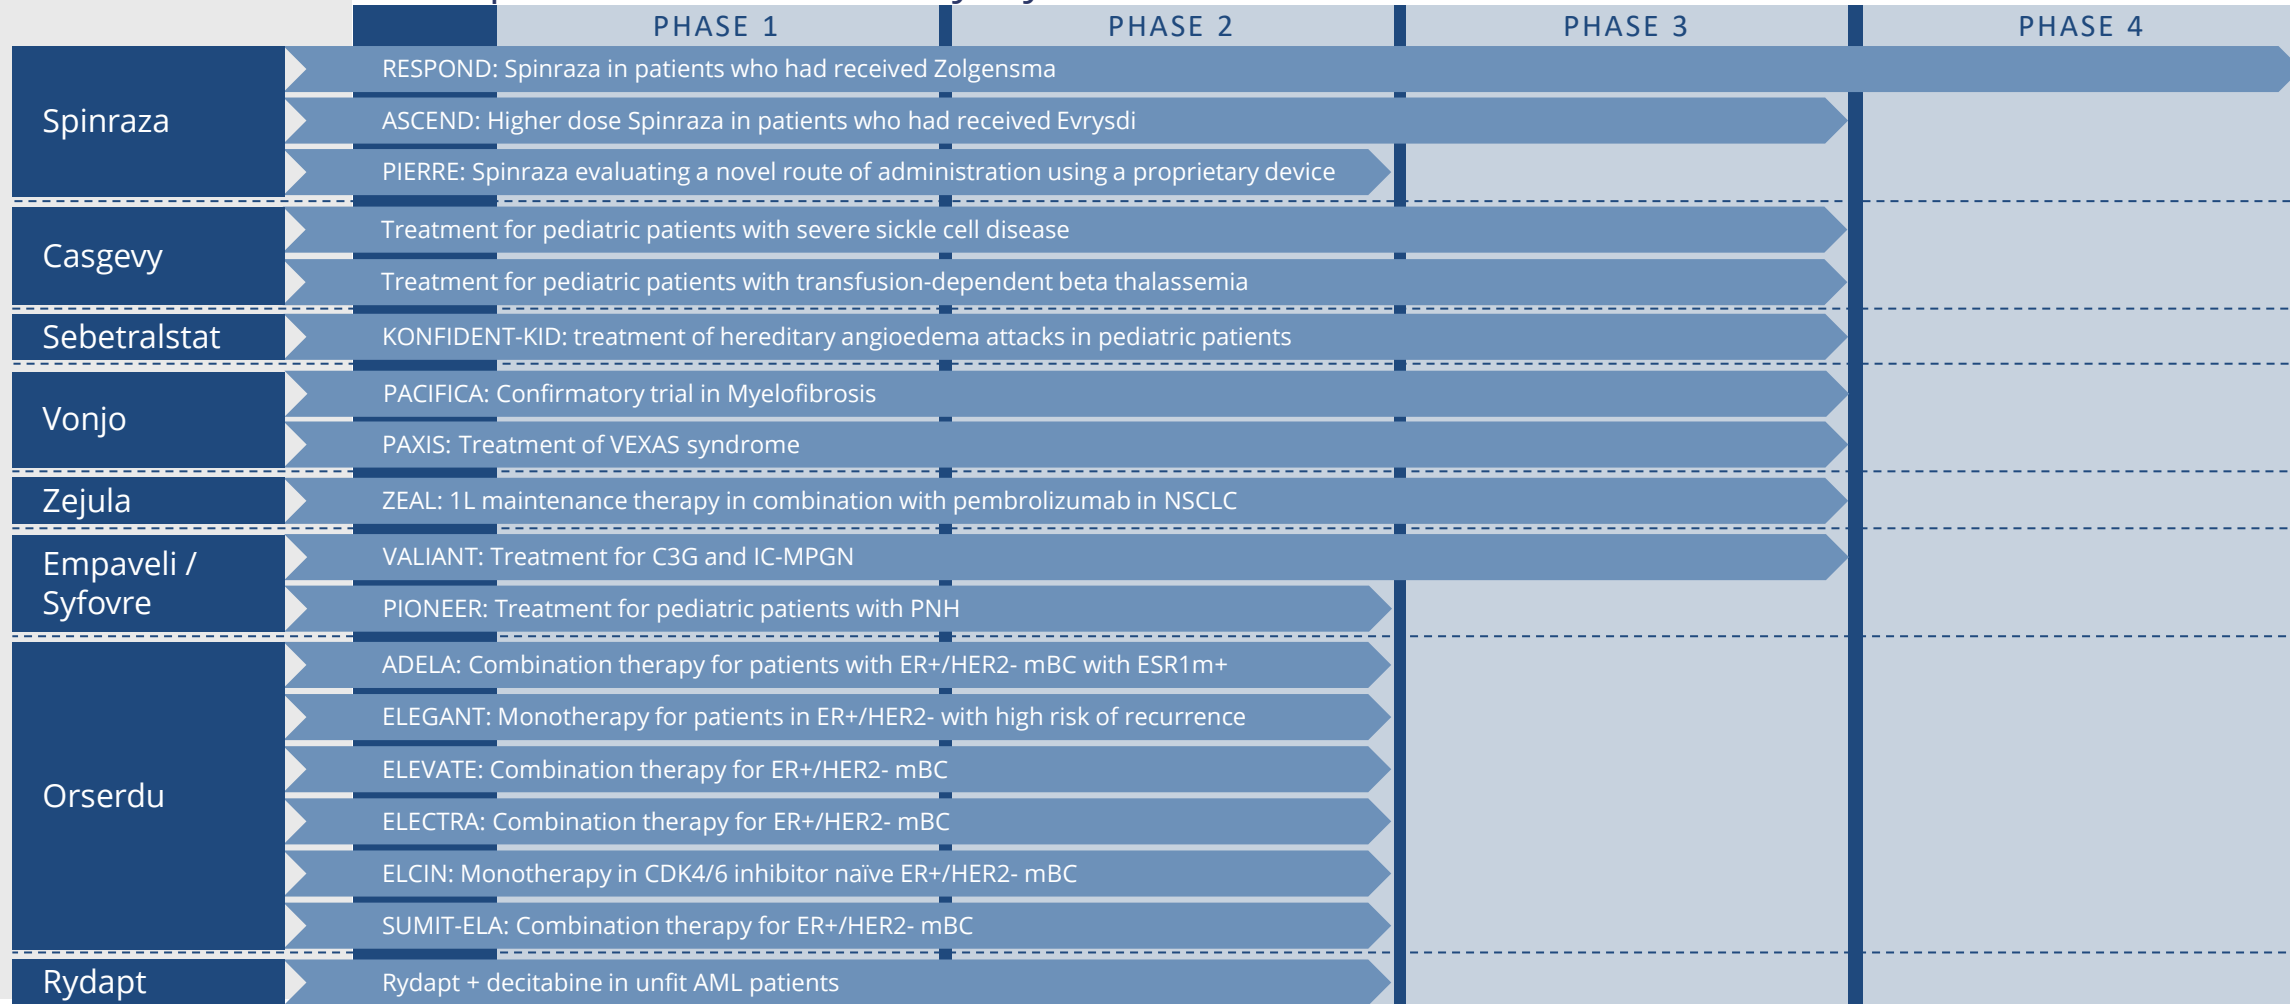 PHASE 1
PHASE 2
PHASE 3
PHASE 4
Spinraza
RESPOND: Spinraza in patients who had received Zolgensma
ASCEND: Higher dose Spinraza in patients who had received Evrysdi
PIERRE: Spinraza evaluating a novel route of administration using a proprietary device
Casgevy
Treatment for pediatric patients with severe sickle cell disease
Treatment for pediatric patients with transfusion-dependent beta thalassemia
Sebetralstat
KONFIDENT-KID: treatment of hereditary angioedema attacks in pediatric patients
Vonjo
PACIFICA: Confirmatory trial in Myelofibrosis
PAXIS: Treatment of VEXAS syndrome
Zejula
ZEAL: 1L maintenance therapy in combination with pembrolizumab in NSCLC
Empaveli /
Syfovre
VALIANT: Treatment for C3G and IC-MPGN
PIONEER: Treatment for pediatric patients with PNH
Orserdu
ADELA: Combination therapy for patients with ER+/HER2- mBC with ESR1m+
ELEGANT: Monotherapy for patients in ER+/HER2- with high risk of recurrence
ELEVATE: Combination therapy for ER+/HER2- mBC
ELECTRA: Combination therapy for ER+/HER2- mBC
ELCIN: Monotherapy in CDK4/6 inhibitor naïve ER+/HER2- mBC
SUMIT-ELA: Combination therapy for ER+/HER2- mBC
Rydapt
Rydapt + decitabine in unfit AML patients